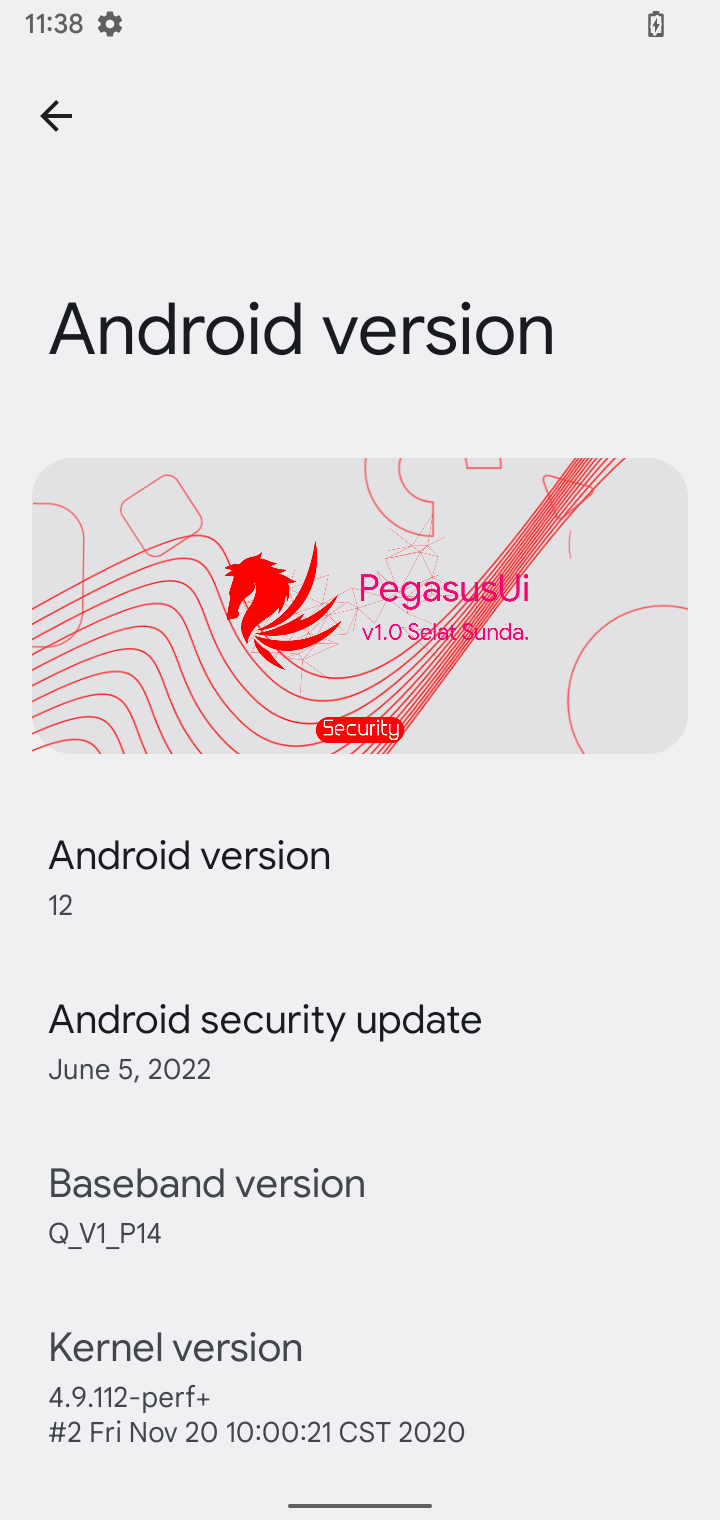 11:38
Android version
PegasusUi
v1.0 Selat Sunda.
Security
Android version
12
Android security update
June 5, 2022
Baseband version
Q_V1_P14
Kernel version
4.9.112-perf+
#2 Fri Nov 20 10:00:21 CST 2020